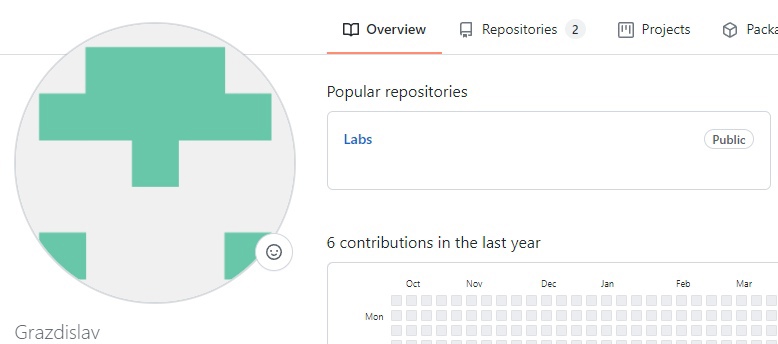 Overview Repositories 2 Projects
Popular repositories
Labs Public
6 contributions in the last year
Oct Nov Dec Jan Feb Mar
Mon
Grazdislav